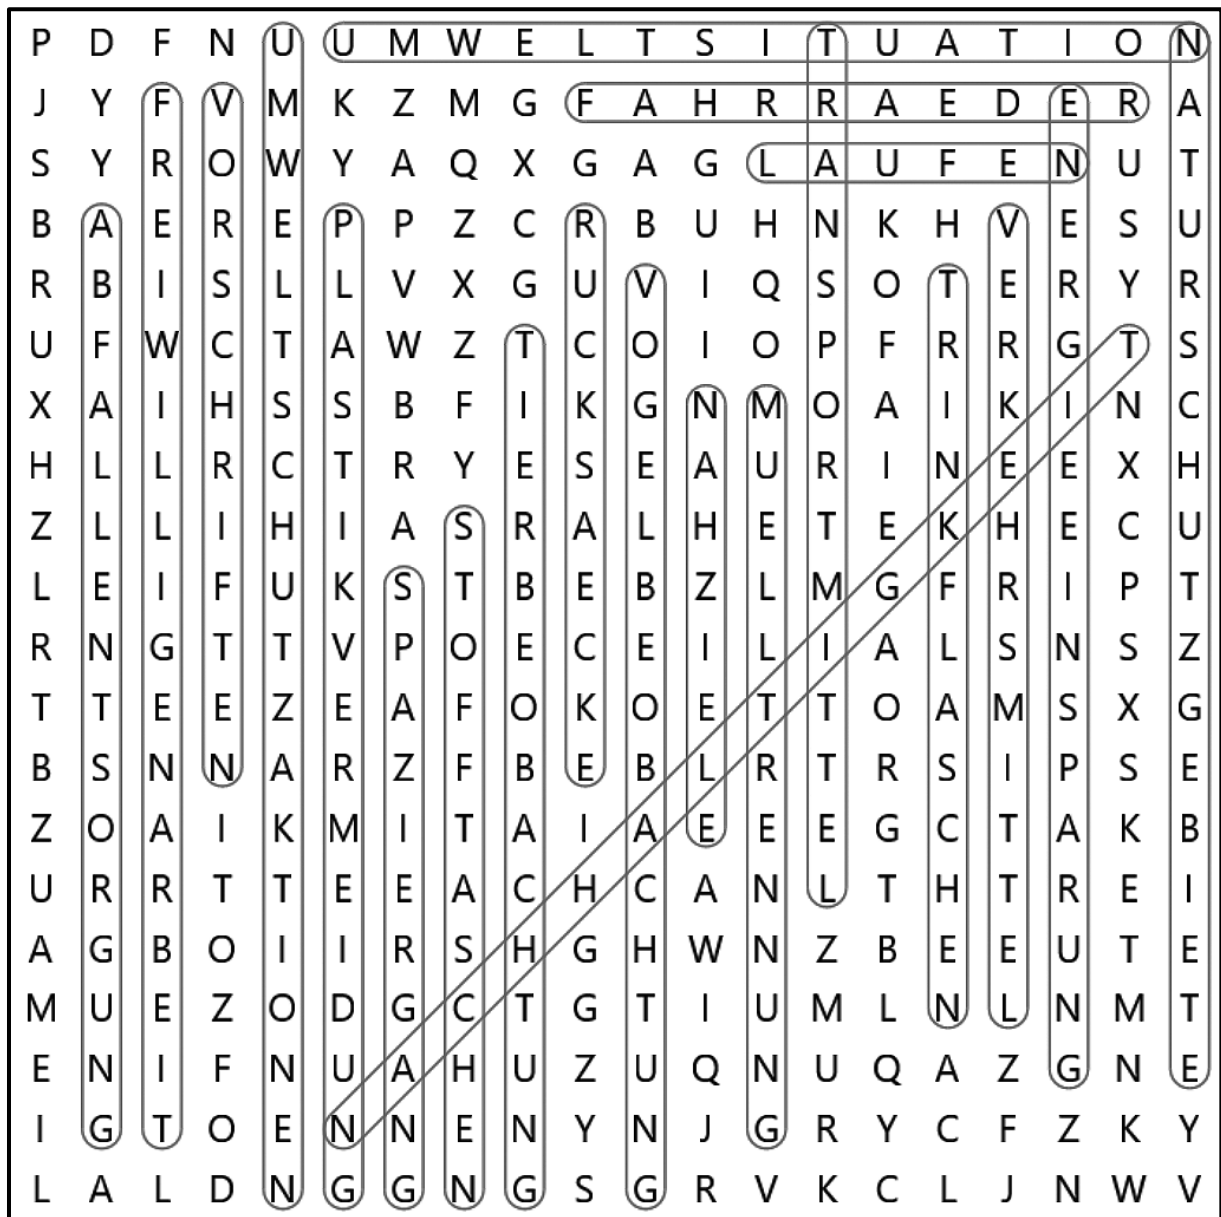 P D F N U U M W E L T S I T U A T I O N
J Y F V M K Z M G F A H R R A E D E R A
S Y R O W Y A Q X G A G L A U F E N U T
B A E R E P P Z C R B U H N K H V E S U
R B I S L L V X G U V I Q S O T E R Y R
U F W C T A W Z T C O I O P F R R G T S
X A I H S S B F I K G N M O A I K I N C
H L L R C T R Y E S E A U R I N E E X H
Z L L I H I A S R A L H E T E K H E C U
L E I F U K S T B E B Z L M G F R I P T
R N G T T V P O E C E I L I A L S N S Z
T T E E Z E A F O K O E T T O A M S X G
B S N N A R Z F B E B L R T R S I P S E
Z O A I K M I T A I A E E E G C T A K B
U R R T T E E A C H C A N L T H T R E I
A G B O I I R S H G H W N Z B E E U T E
M U E Z O D G C T G T I U M L N L N M T
E N I F N U A H U Z U Q N U Q A Z G N E
I G T O E N N E N Y N J G R Y C F Z K Y
L A L D N G G N G S G R V K C L J N W V